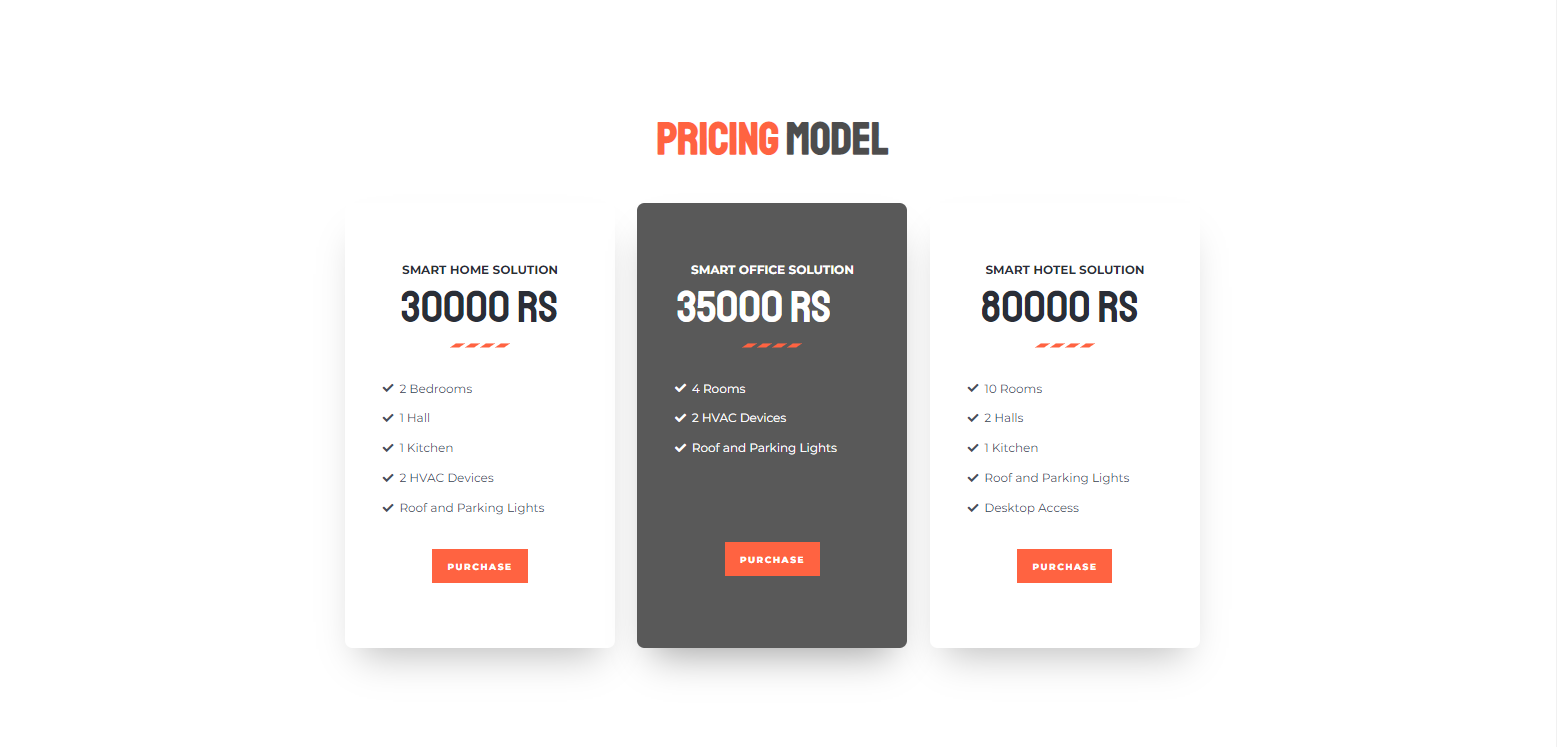 PRICING MODEL
SMART HOME SOLUTION
30000 RS
2 Bedrooms
1 Hall
1 Kitchen
2 HVAC Devices
Roof and Parking Lights
PURCHASE
SMART OFFICE SOLUTION
35000 RS
4 Rooms
2 HVAC Devices
Roof and Parking Lights
PURCHASE
SMART HOTEL SOLUTION
80000 RS
10 Rooms
2 Halls
1 Kitchen
Roof and Parking Lights
Desktop Access
PURCHASE